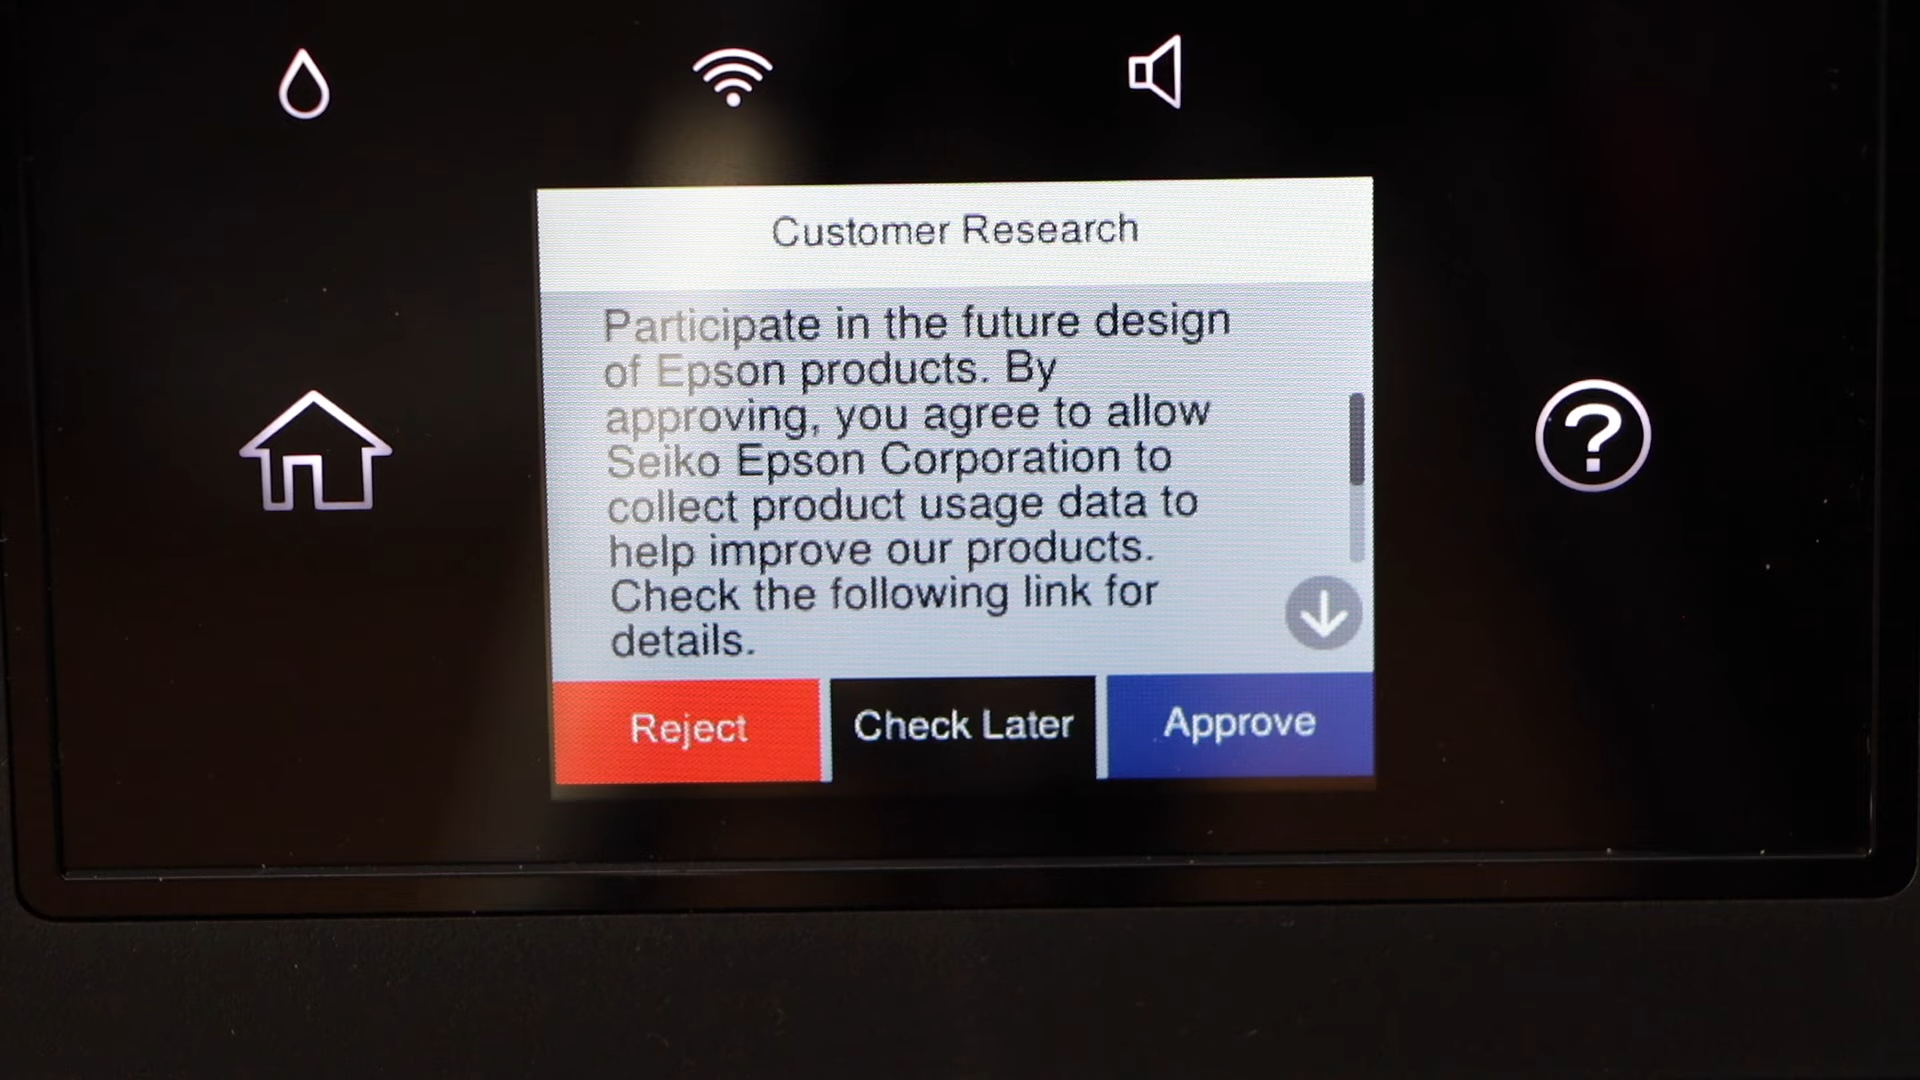 Customer Research
Participate in the future design
of Epson products. By
approving, you agree to allow
Seiko Epson Corporation to
collect product usage data to
help improve our products.
Check the following link for
details.
Reject
Check Later
Approve